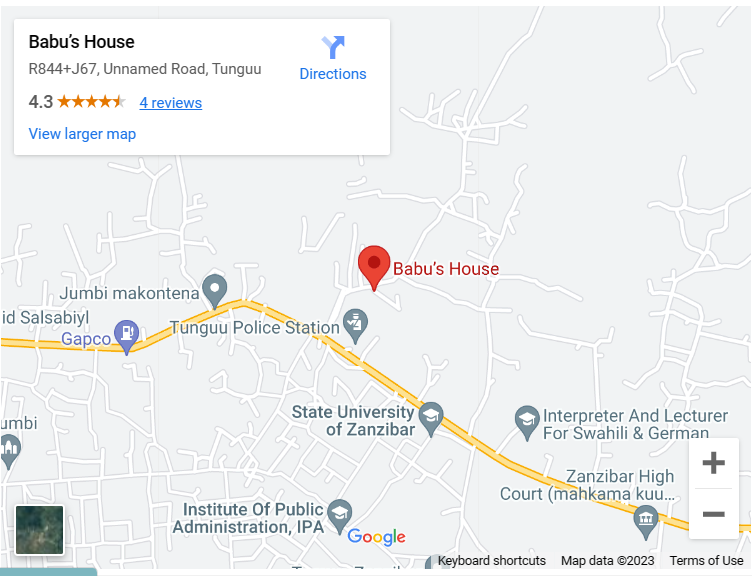 Babu's House
R844+J67, Unnamed Road, Tunguu
Directions
4.3
4 reviews
View larger map
Babu's House
Jumbi makontena
id Salsabiyl
Gapco
Tunguu Police Station
State University
of Zanzibar
umbi
Interpreter And Lecturer
For Swahili & German
Zanzibar High
Court (mahkama kuu...
Institute Of Public
Administration, IPA
Google
Keyboard shortcuts
Map data ©2023
Terms of Use